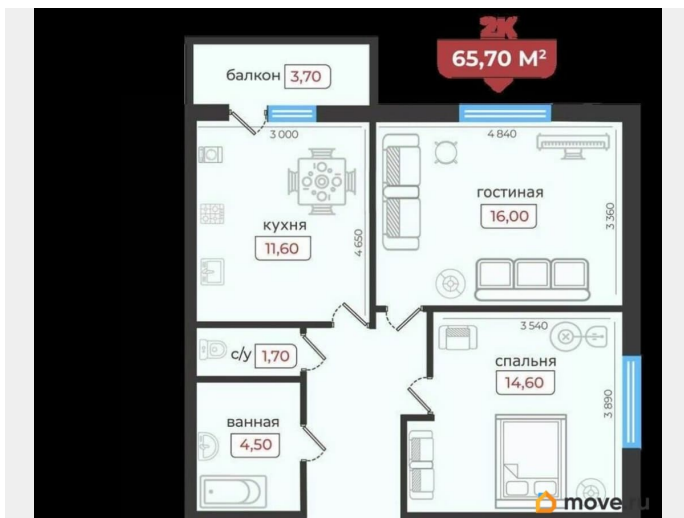 2К
65,70 М²
балкон 3,70
3 000
4 840
гостиная
16,00
3 360
кухня
11,60
4 650
с/у 1,70
3 540
спальня
14,60
3 890
ванная
4,50
move.ru